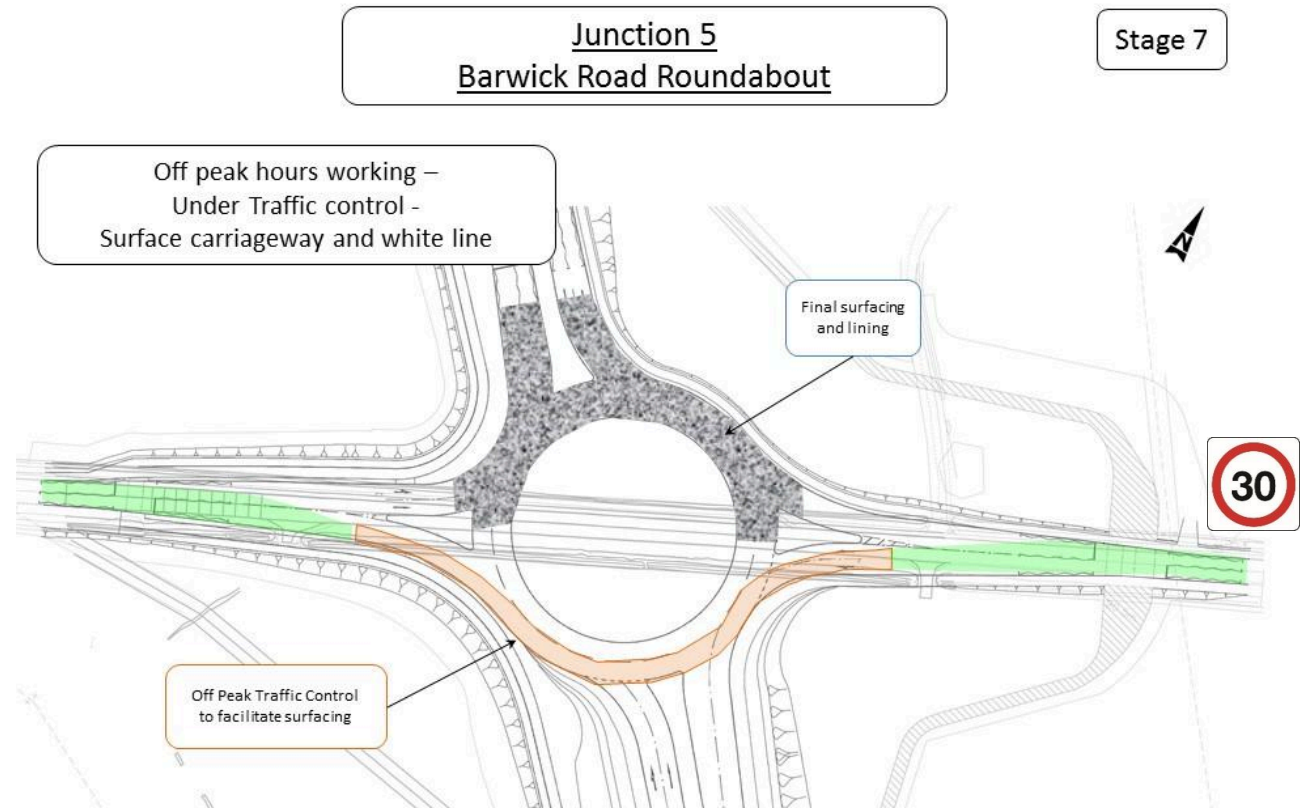 Junction 5
Barwick Road Roundabout
Stage 7
Off peak hours working –
Under Traffic control -
Surface carriageway and white line
N
Final surfacing
and lining
30
Off Peak Traffic Control
to facilitate surfacing